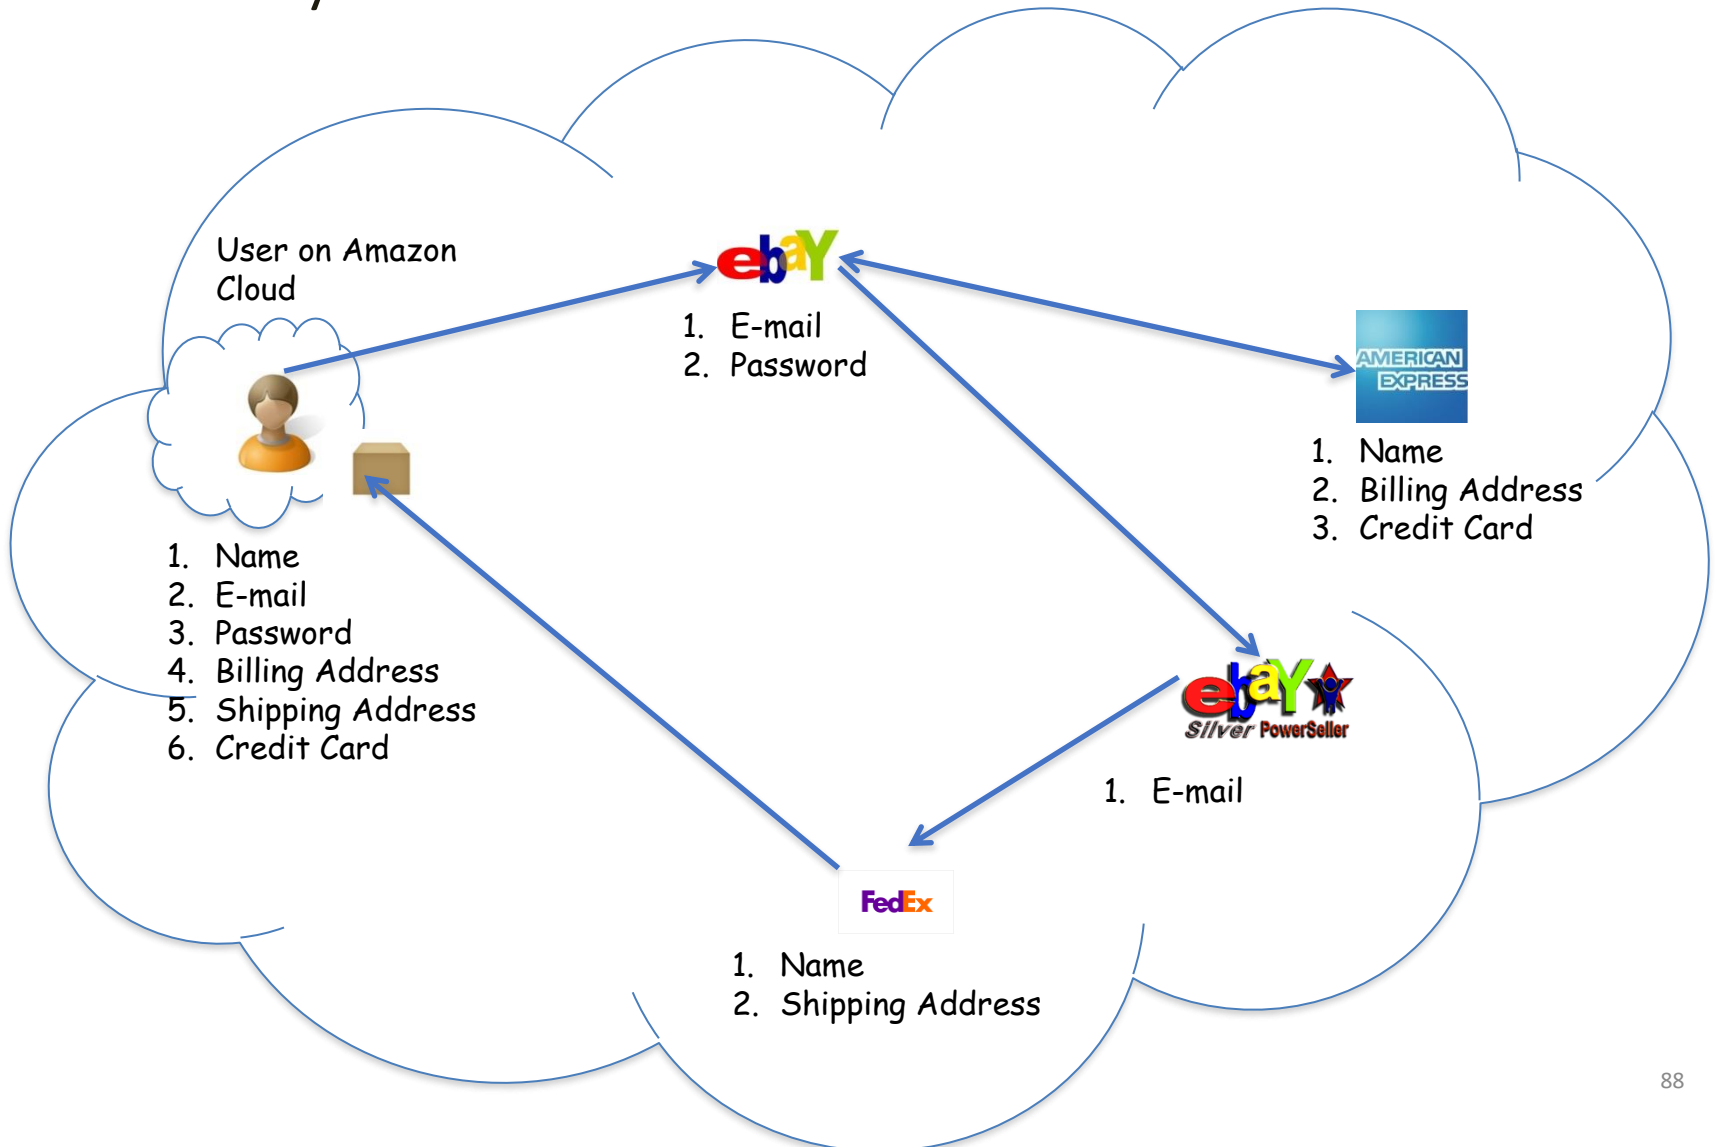 User on Amazon
Cloud
ebaY
1. E-mail
2. Password
AMERICAN
EXPRESS
1. Name
2. Billing Address
3. Credit Card
1. Name
2. E-mail
3. Password
4. Billing Address
5. Shipping Address
6. Credit Card
ebaY
Silver PowerSeller
1. E-mail
FedEx
1. Name
2. Shipping Address
88